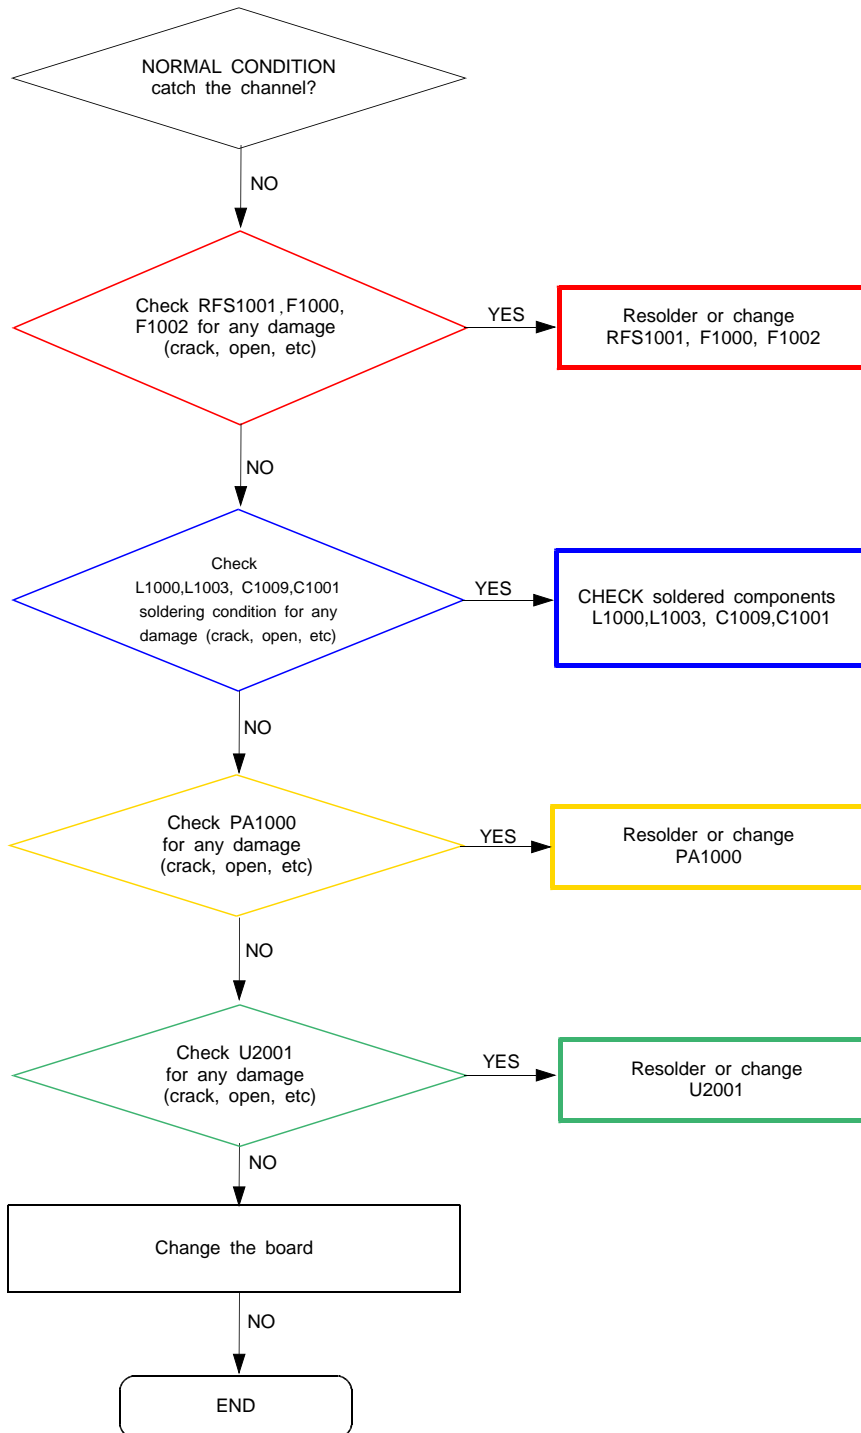 NORMAL CONDITION
catch the channel?
NO
Check RFS1001, F1000,
F1002 for any damage
(crack, open, etc)
YES
Resolder or change
RFS1001, F1000, F1002
NO
Check
L1000,L1003, C1009,C1001
soldering condition for any
damage (crack, open, etc)
YES
CHECK soldered components
L1000,L1003, C1009,C1001
NO
Check PA1000
for any damage
(crack, open, etc)
YES
Resolder or change
PA1000
NO
Check U2001
for any damage
(crack, open, etc)
YES
Resolder or change
U2001
NO
Change the board
NO
END